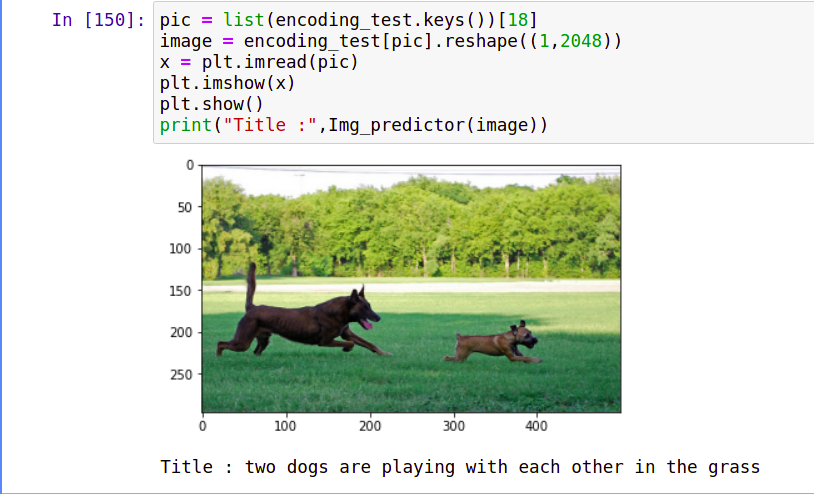 In [150]: pic = list(encoding_test.keys())[18]
image = encoding_test[pic].reshape((1,2048))
x = plt.imread(pic)
plt.imshow(x)
plt.show()
print("Title :",Img_predictor(image))
0
50
100
150
200
250
0 100 200 300 400
Title : two dogs are playing with each other in the grass